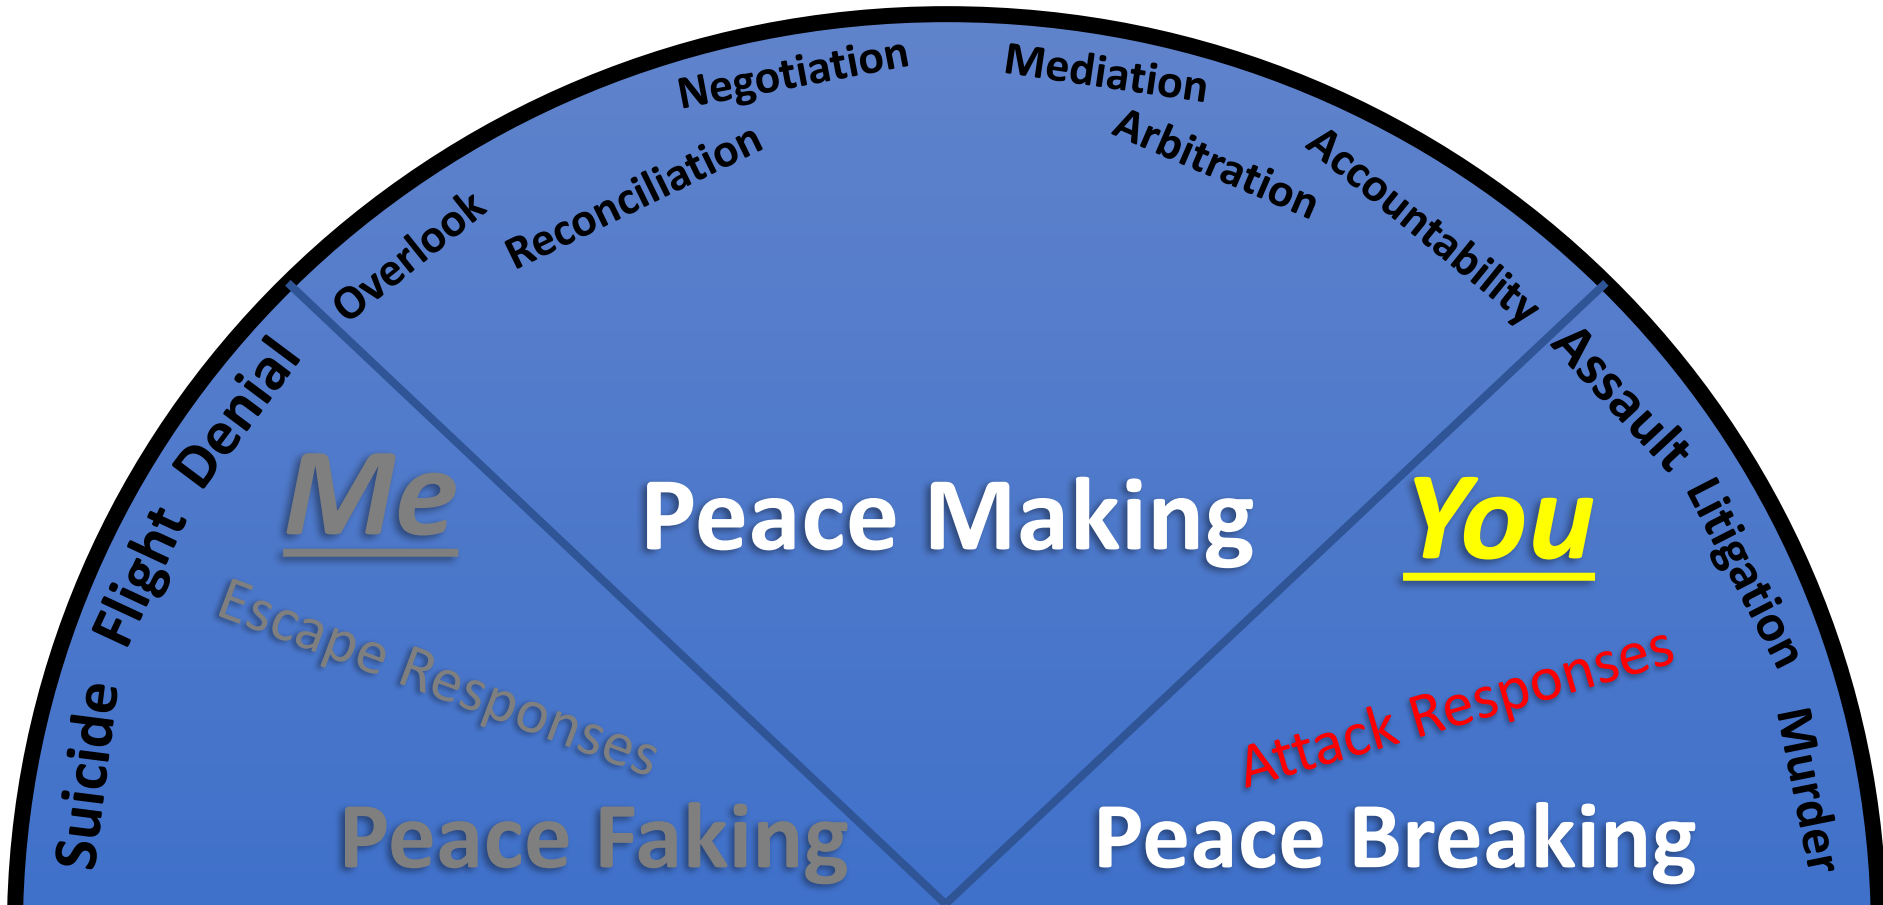 Negotiation
Mediation
Reconciliation
Arbitration
Accountability
Overlook
Denial
Assault
Flight
Litigation
Suicide
Murder
Me
Peace Making
You
Escape Responses
Attack Responses
Peace Faking
Peace Breaking